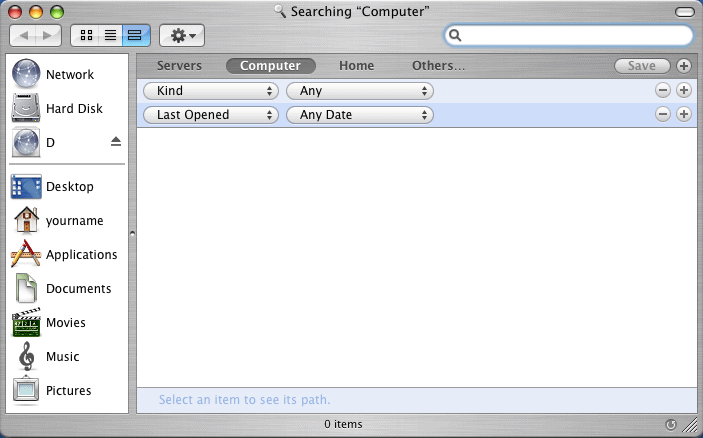 Searching “Computer”
Network
Hard Disk
D
Desktop
yourname
Applications
Documents
Movies
Music
Pictures
Servers Computer Home Others... Save
Kind Any
Last Opened Any Date
Select an item to see its path.
0 items